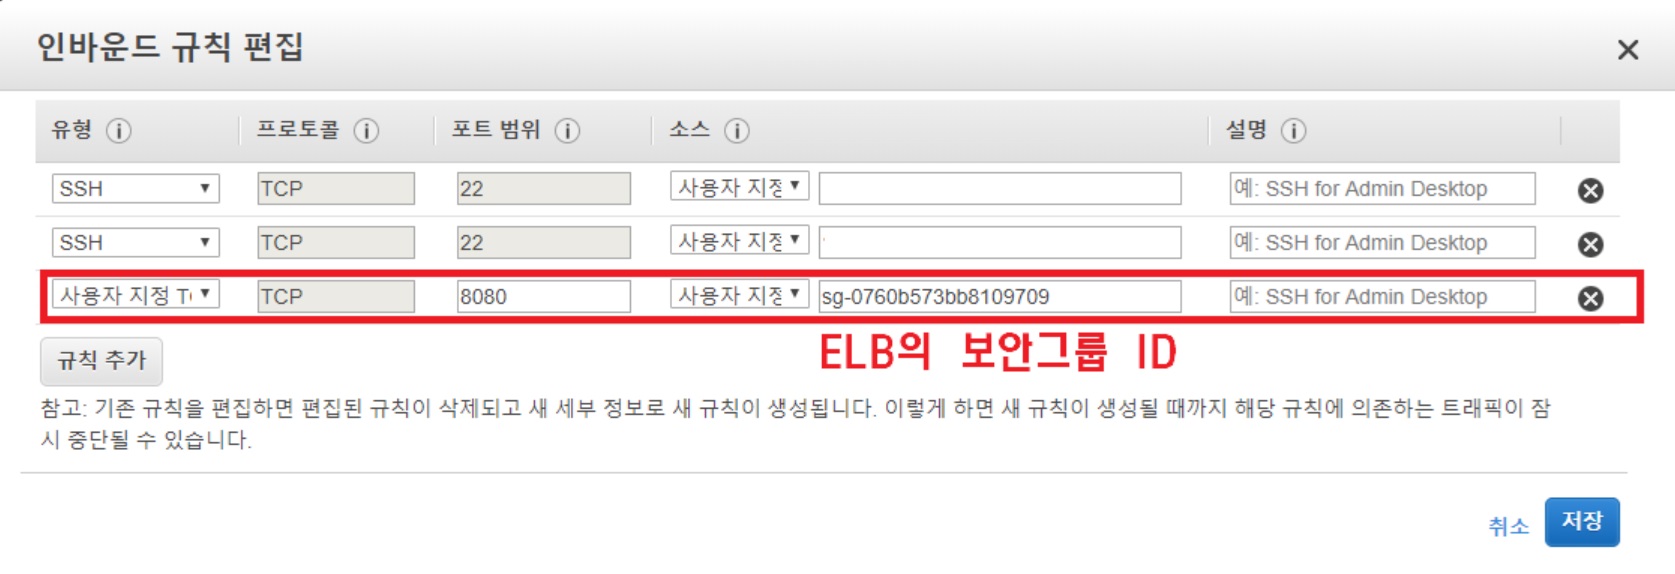 인바운드 규칙 편집
유형 프로토콜 포트 범위 소스 설명
SSH TCP 22 사용자 지정 예: SSH for Admin Desktop
SSH TCP 22 사용자 지정 예: SSH for Admin Desktop
사용자 지정 T TCP 8080 사용자 지정 sg-0760b573bb8109709 예: SSH for Admin Desktop
ELB의 보안그룹 ID
규칙 추가
참고: 기존 규칙을 편집하면 편집된 규칙이 삭제되고 새 세부 정보로 새 규칙이 생성됩니다. 이렇게 하면 새 규칙이 생성될 때까지 해당 규칙에 의존하는 트래픽이 잠
시 중단될 수 있습니다.
취소 저장